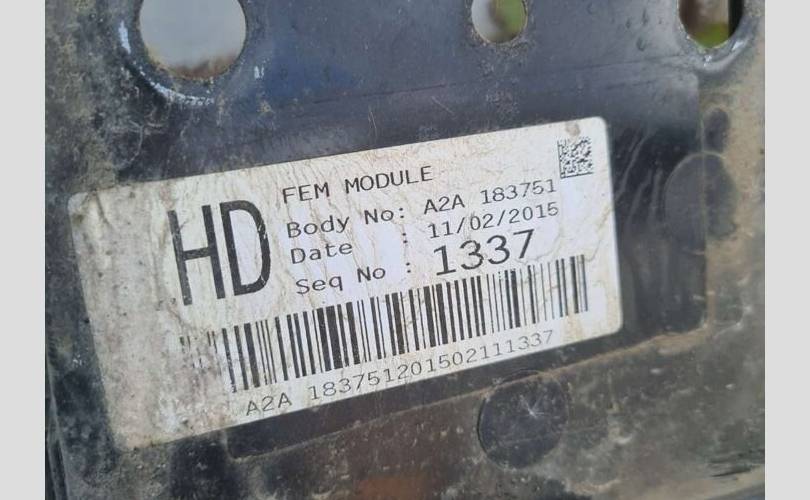 HD
FEM MODULE
Body No: A2A 183751
Date : 11/02/2015
Seq No : 1337
A2A 183751201502111337